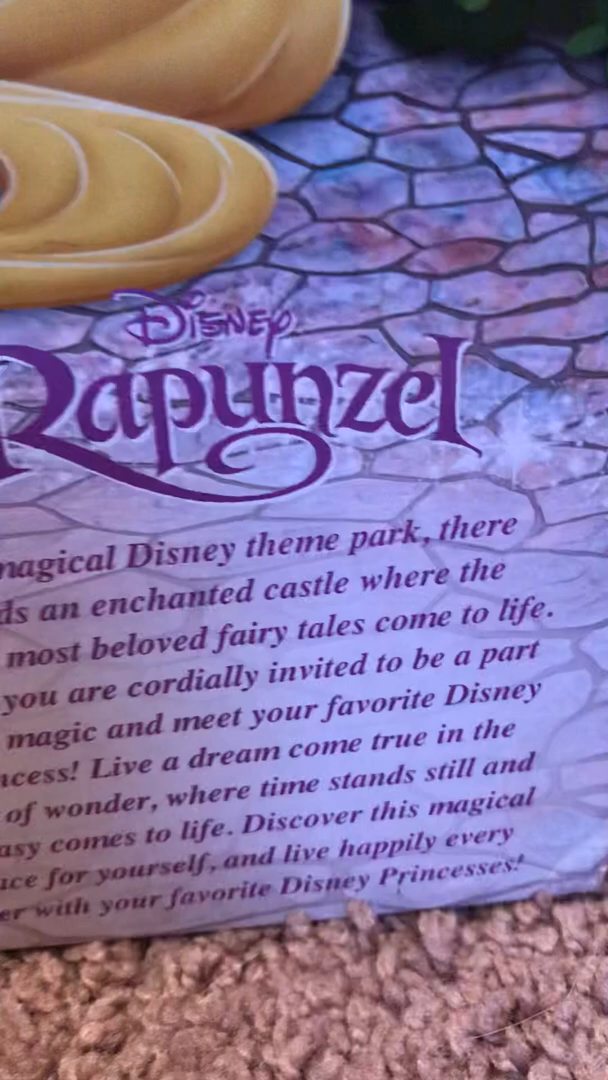 Disney
Rapunzel
magical Disney theme park, there
ds an enchanted castle where the
most beloved fairy tales come to life.
you are cordially invited to be a part
magic and meet your favorite Disney
ncess! Live a dream come true in the
of wonder, where time stands still and
asy comes to life. Discover this magical
ace for yourself, and live happily every
er with your favorite Disney Princesses!